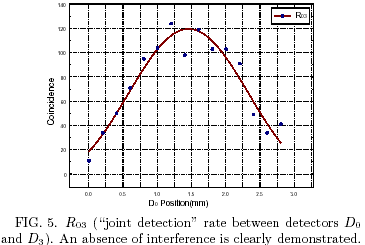 140
R₀₃
120
100
80
60
40
20
0
Coincidence
0.0 0.5 1.0 1.5 2.0 2.5 3.0
D₀ Position(mm)
FIG. 5. R₀₃ (“joint detection” rate between detectors D₀
and D₃). An absence of interference is clearly demonstrated.